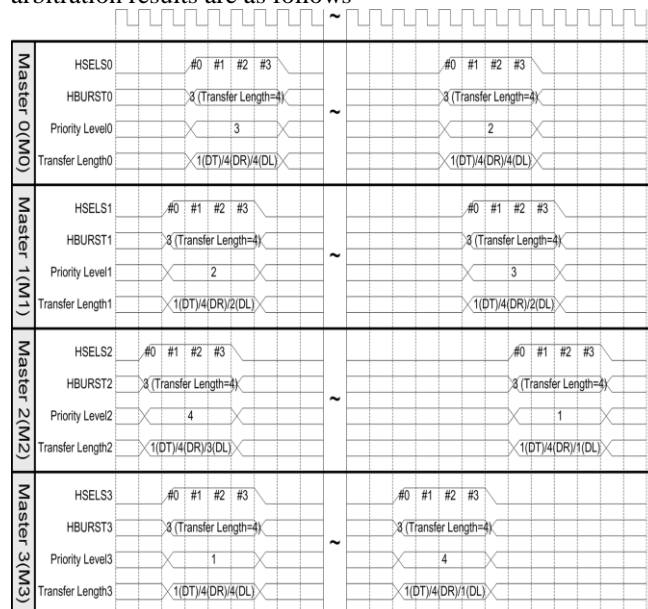 arbitration results are as follows
~
Master 0(M0)
HSELS0 #0 #1 #2 #3 #0 #1 #2 #3
HBURST0 3 (Transfer Length=4) 3 (Transfer Length=4)
~
Priority Level0 3 2
Transfer Length0 1(DT)/4(DR)/4(DL) 1(DT)/4(DR)/4(DL)
Master 1(M1)
HSELS1 #0 #1 #2 #3 #0 #1 #2 #3
HBURST1 3 (Transfer Length=4) 3 (Transfer Length=4)
~
Priority Level1 2 3
Transfer Length1 1(DT)/4(DR)/2(DL) 1(DT)/4(DR)/2(DL)
Master 2(M2)
HSELS2 #0 #1 #2 #3 #0 #1 #2 #3
HBURST2 3 (Transfer Length=4) 3 (Transfer Length=4)
~
Priority Level2 4 1
Transfer Length2 1(DT)/4(DR)/3(DL) 1(DT)/4(DR)/1(DL)
Master 3(M3)
HSELS3 #0 #1 #2 #3 #0 #1 #2 #3
HBURST3 3 (Transfer Length=4) 3 (Transfer Length=4)
~
Priority Level3 1 4
Transfer Length3 1(DT)/4(DR)/4(DL) 1(DT)/4(DR)/1(DL)